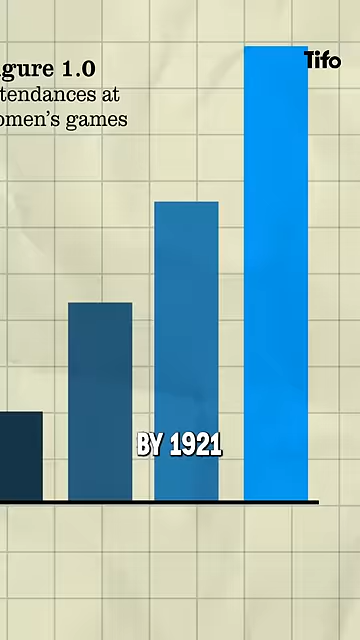 gure 1.0
Tifo
tendances at
omen's games
BY 1921